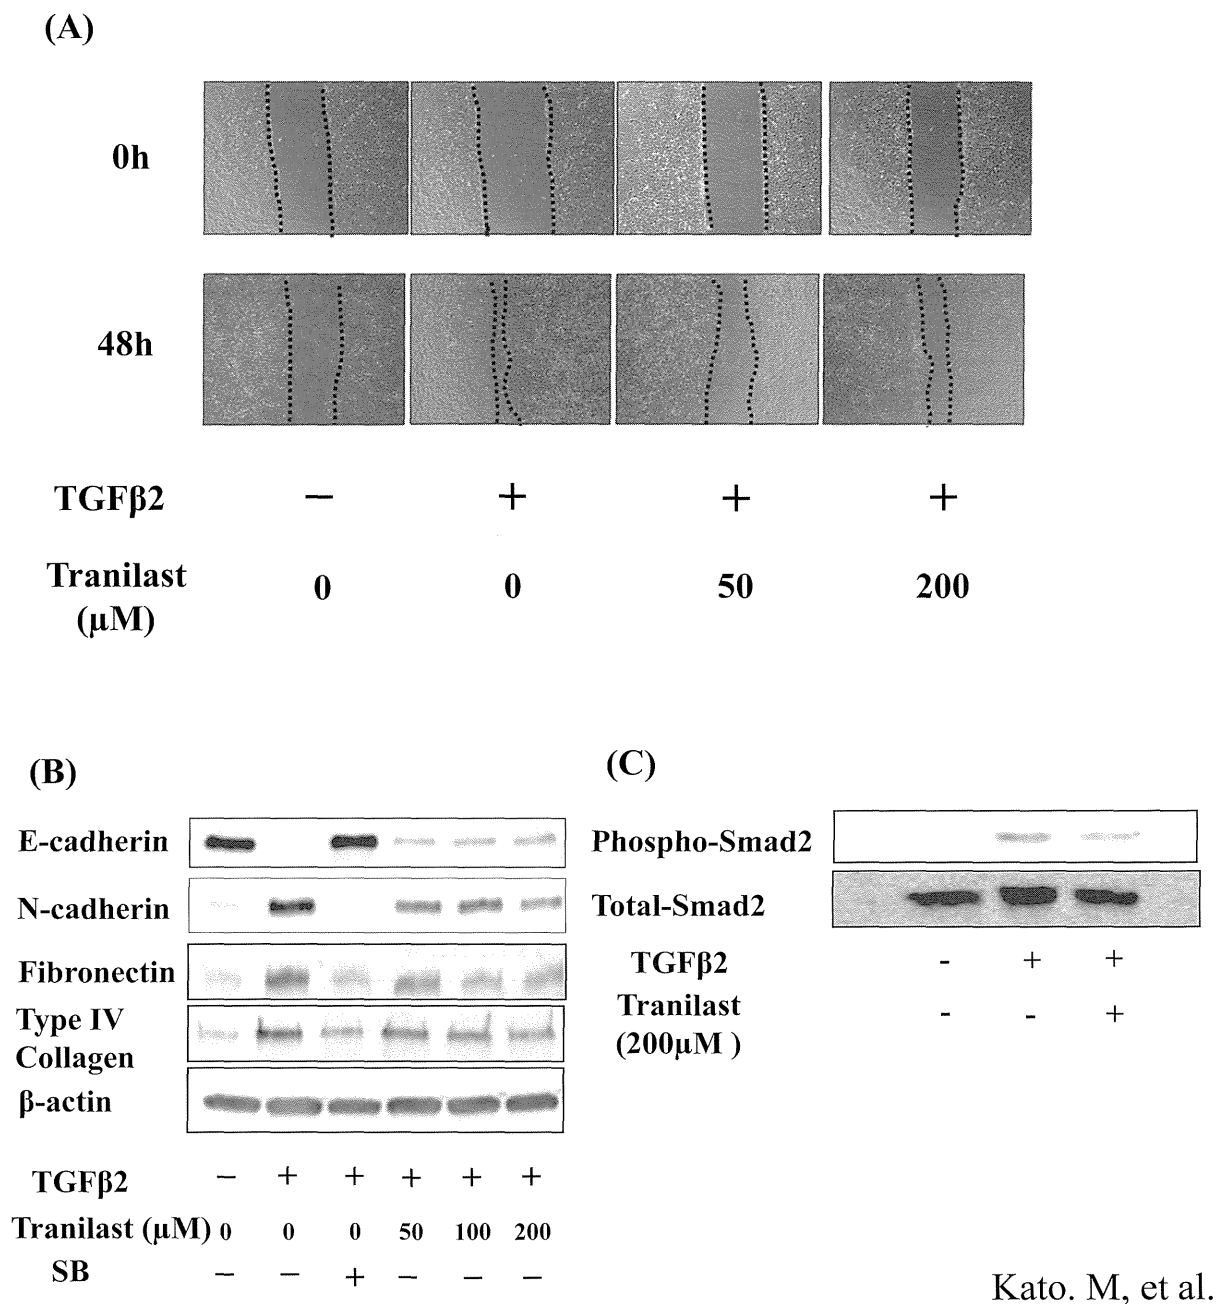 (A)
0h
48h
TGFβ2 − + + +
Tranilast
(μM) 0 0 50 200
(B)
E-cadherin
N-cadherin
Fibronectin
Type IV
Collagen
β-actin
TGFβ2 − + + + + +
Tranilast (μM) 0 0 0 50 100 200
SB − − + − − −
(C)
Phospho-Smad2
Total-Smad2
TGFβ2 - + +
Tranilast
(200μM ) - - +
Kato. M, et al.